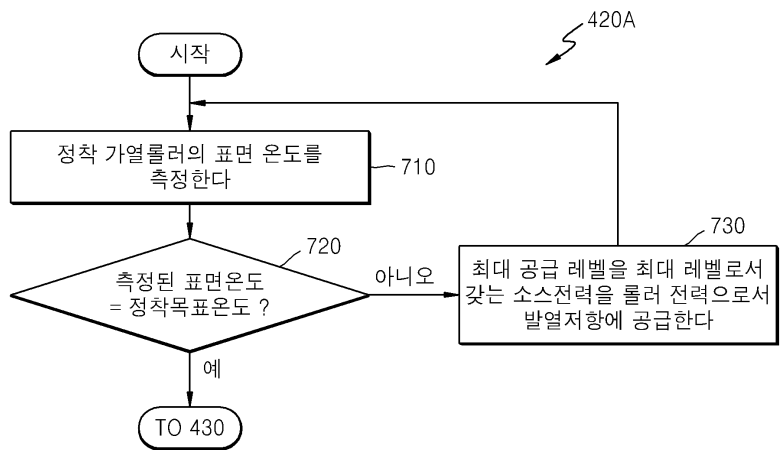 420A
시작
정착 가열롤러의 표면 온도를
측정한다
710
720
측정된 표면온도
= 정착목표온도 ?
아니오
730
최대 공급 레벨을 최대 레벨로서
갖는 소스전력을 롤러 전력으로서
발열저항에 공급한다
예
TO 430